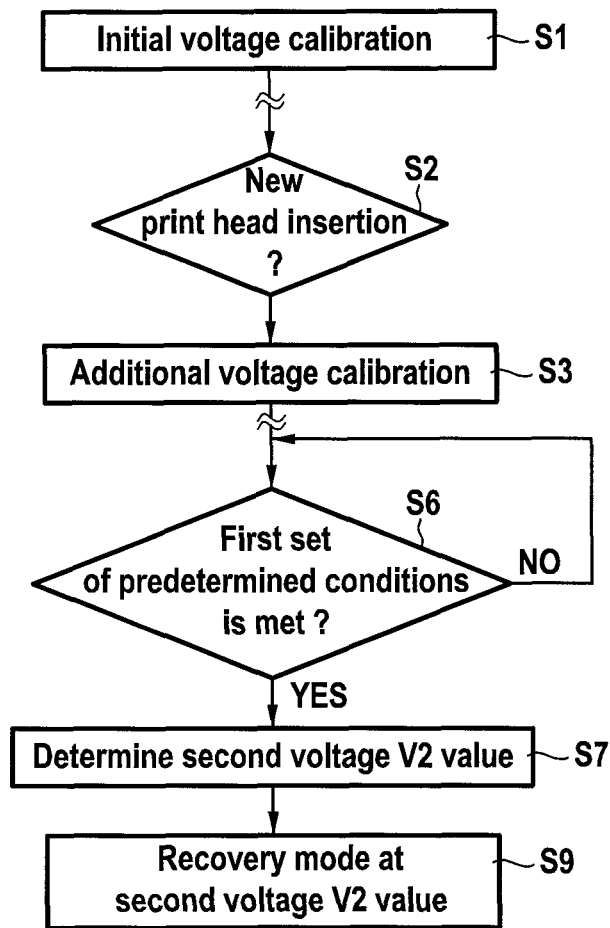 Initial voltage calibration
S1
S2
New
print head insertion
?
Additional voltage calibration
S3
S6
First set
of predetermined conditions
is met ?
NO
YES
Determine second voltage V2 value
S7
Recovery mode at
second voltage V2 value
S9